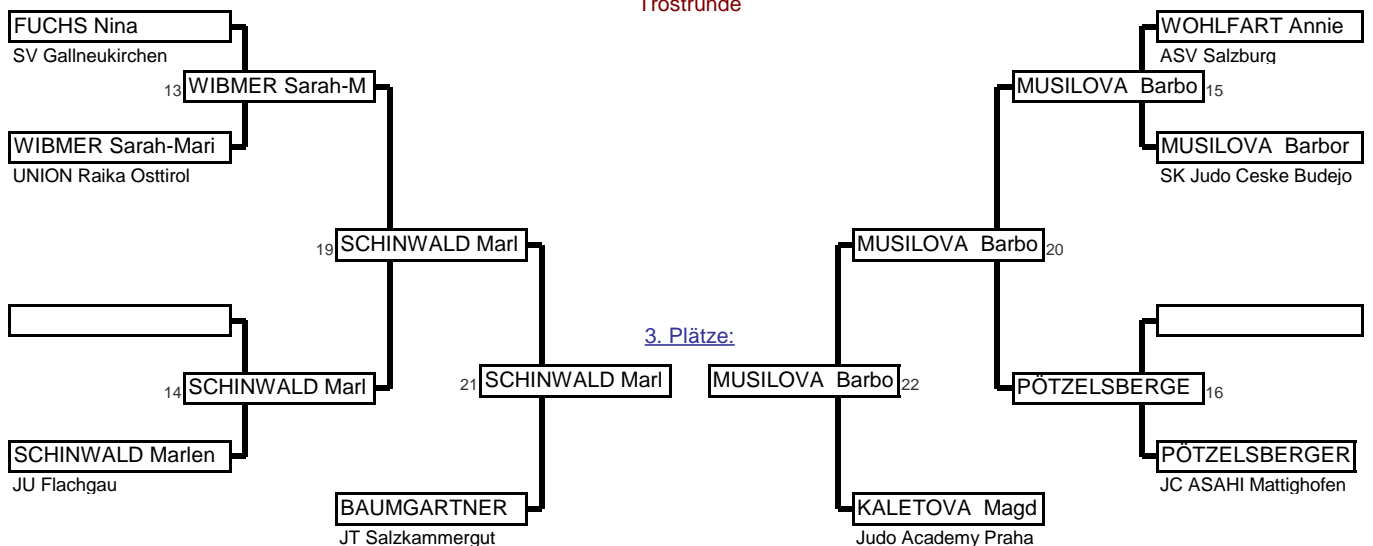 Trostrunde
FUCHS Nina
SV Gallneukirchen
13 WIBMER Sarah-M
WIBMER Sarah-Mari
UNION Raika Osttirol
19 SCHINWALD Marl
14 SCHINWALD Marl
SCHINWALD Marlen
JU Flachgau
21 SCHINWALD Marl
BAUMGARTNER
JT Salzkammergut
3. Plätze:
WOHLFART Annie
ASV Salzburg
MUSILOVA Barbo 15
MUSILOVA Barbor
SK Judo Ceske Budejo
MUSILOVA Barbo 20
MUSILOVA Barbo 22
PÖTZELSBERGE 16
PÖTZELSBERGER
JC ASAHI Mattighofen
KALETOVA Magd
Judo Academy Praha